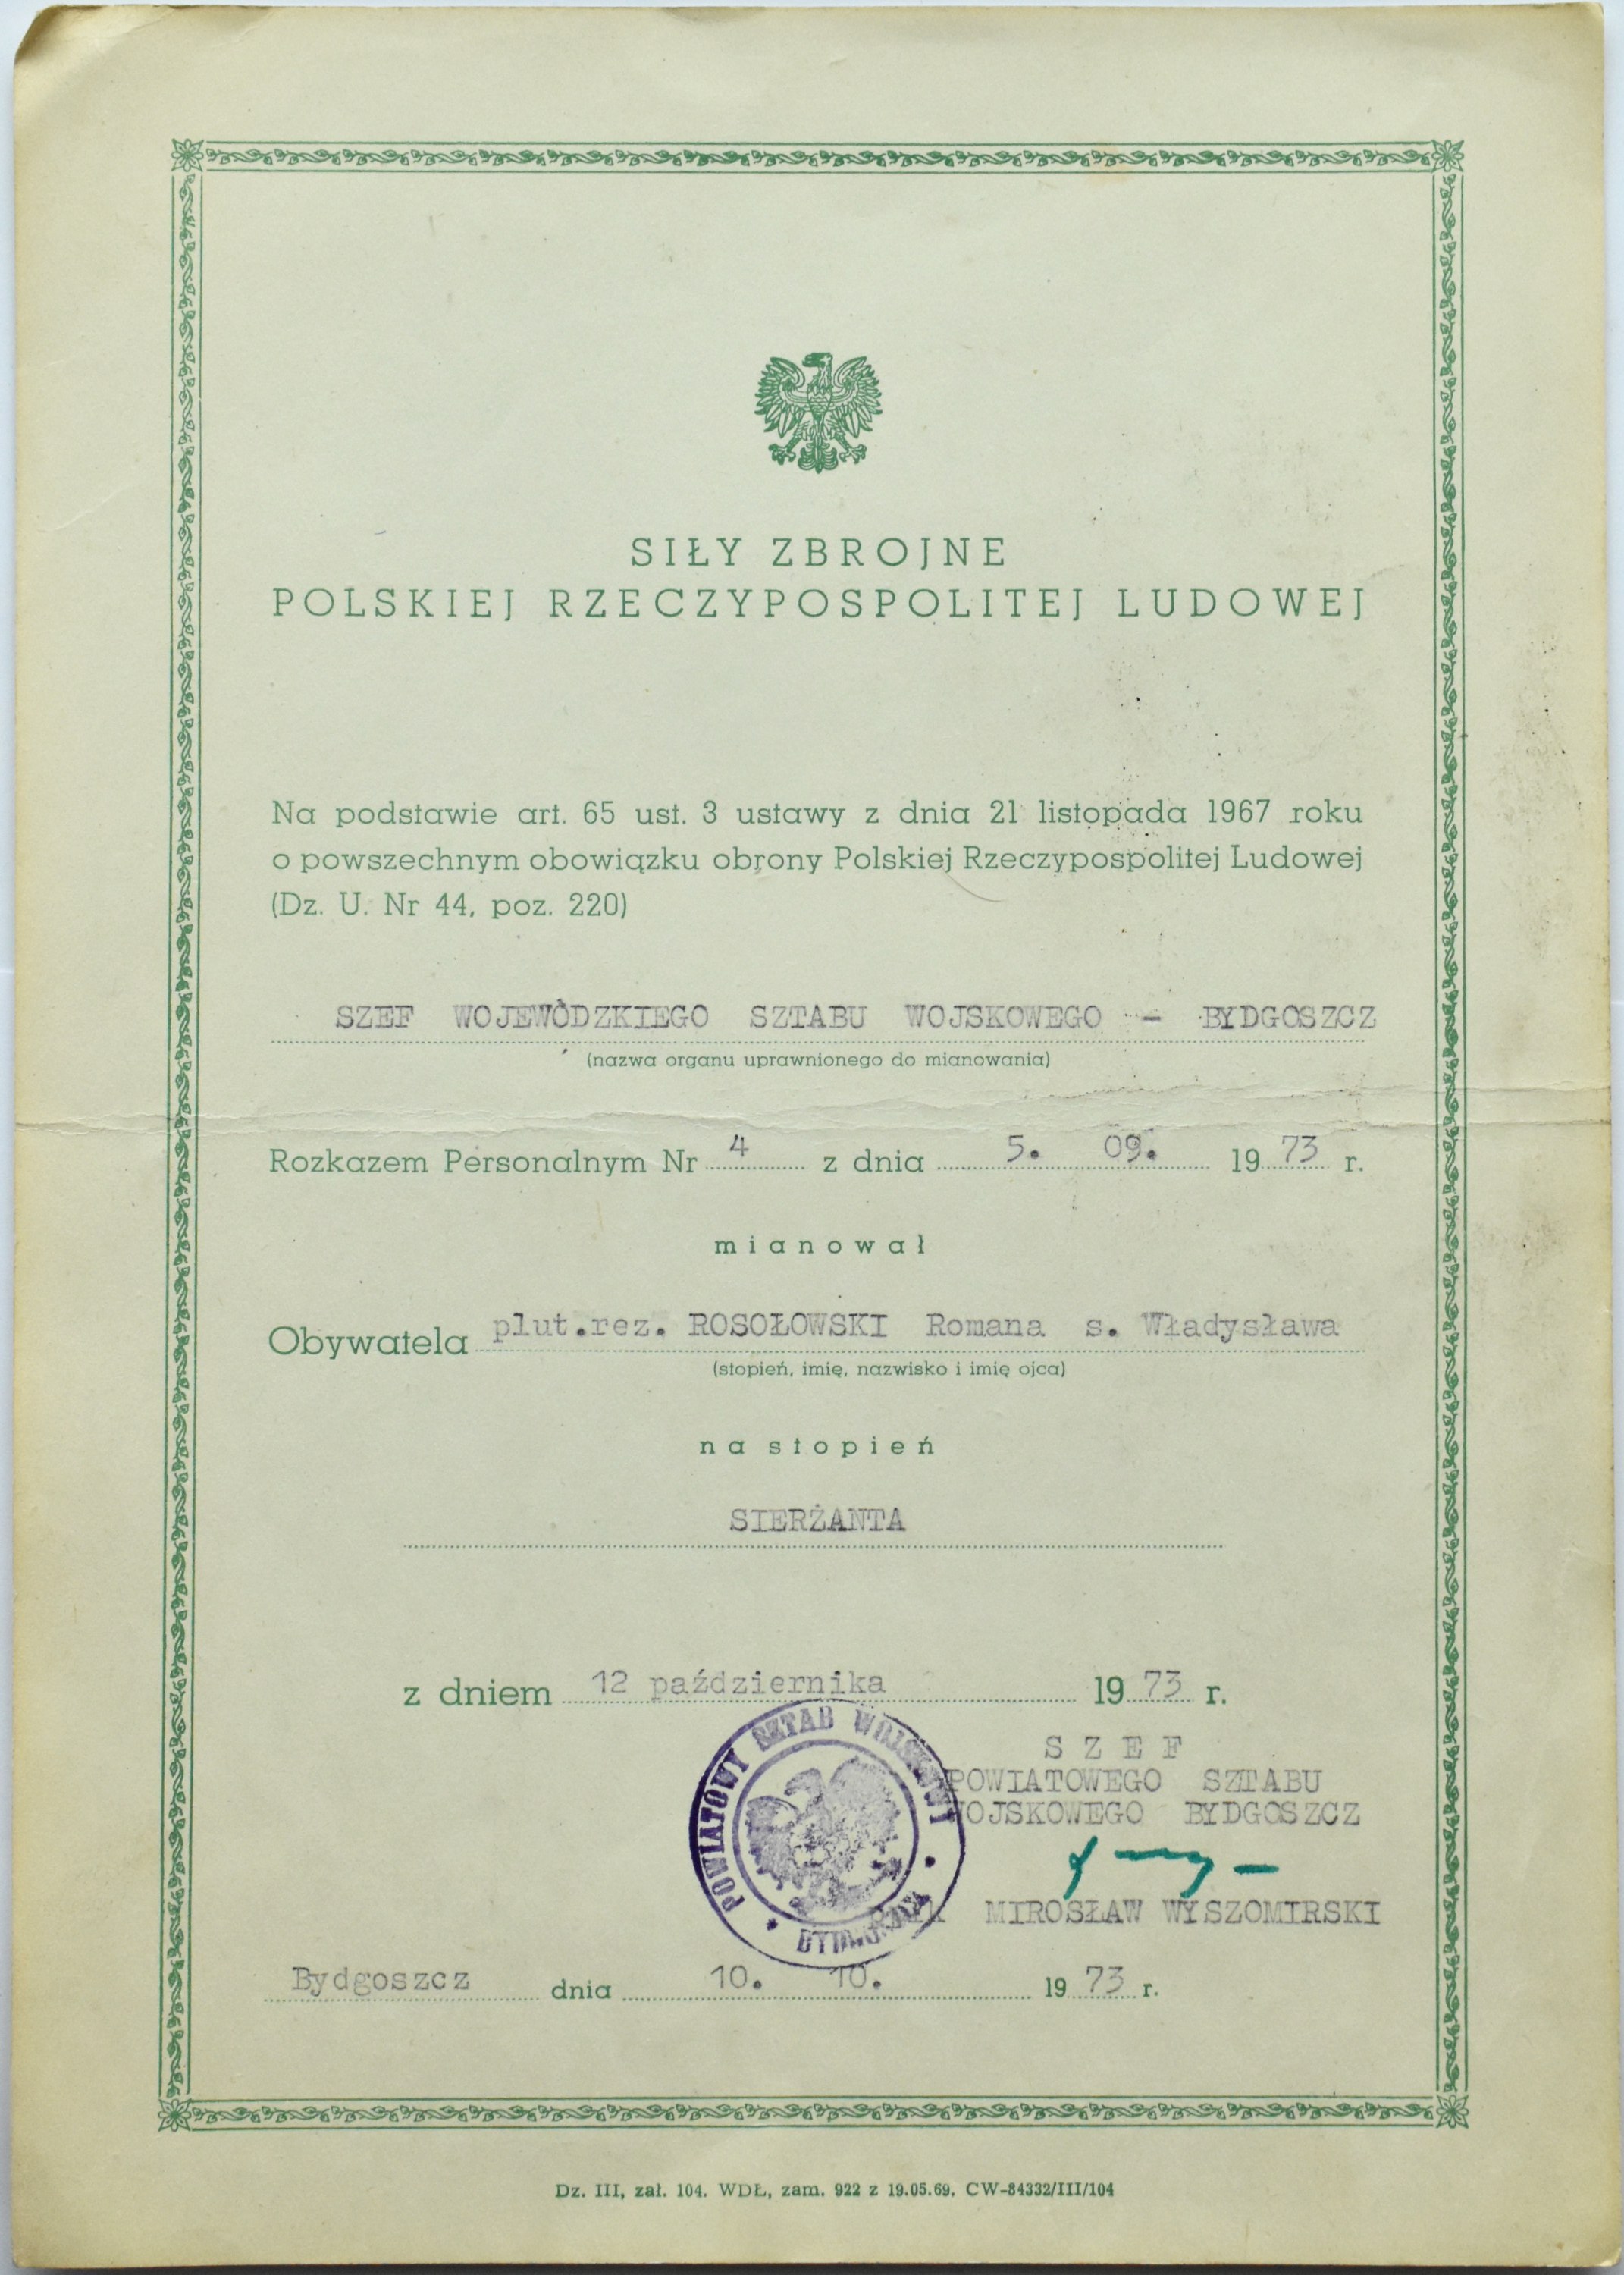 SIŁY ZBROJNE
POLSKIEJ RZECZYPOSPOLITEJ LUDOWEJ
Na podstawie art. 65 ust. 3 ustawy z dnia 21 listopada 1967 roku
o powszechnym obowiązku obrony Polskiej Rzeczypospolitej Ludowej
(Dz. U. Nr 44, poz. 220)
SZEF WOJEWÓDZKIEGO SZTABU WOJSKOWEGO - BYDGOSZCZ
(nazwa organu uprawnionego do mianowania)
Rozkazem Personalnym Nr 4 z dnia 5. 09. 1973 r.
mianował
Obywatela plut.rez. ROSOŁOWSKI Romana s. Władysława
(stopień, imię, nazwisko i imię ojca)
na stopień
SIERŻANTA
z dniem 12 października 1973 r.
POWIATOWY SZTAB WOJSKOWY
SZEF
POWIATOWEGO SZTABU
WOJSKOWEGO BYDGOSZCZ
MIROSŁAW WYSZOMIRSKI
Bydgoszcz dnia 10. 10. 1973 r.
Dz. III, zał. 104. WDŁ, zam. 922 z 19.05.69. CW-84332/III/104